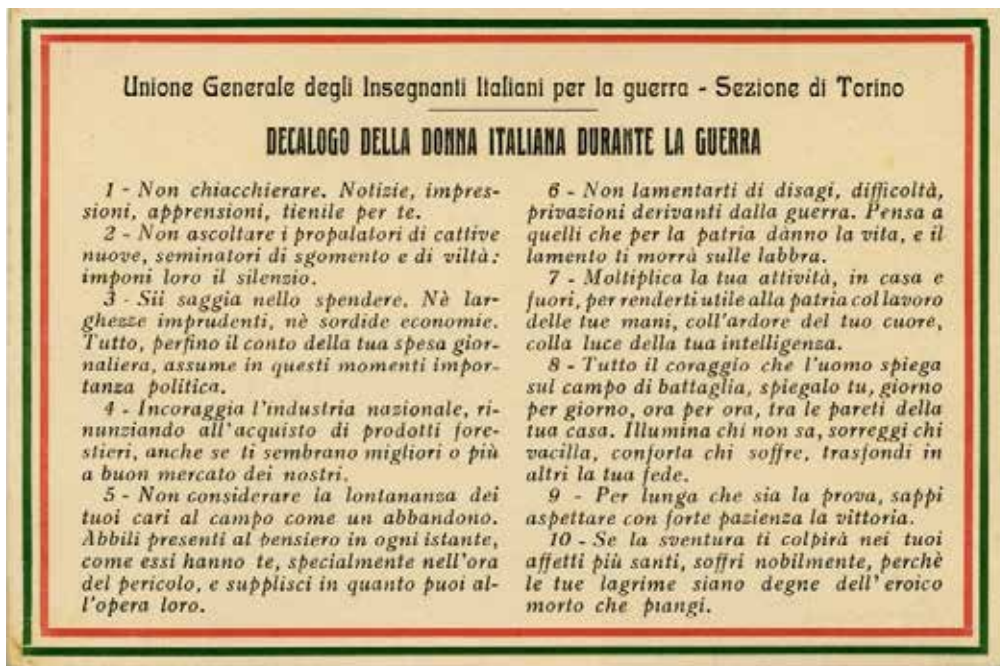 Unione Generale degli Insegnanti Italiani per la guerra - Sezione di Torino
DECALOGO DELLA DONNA ITALIANA DURANTE LA GUERRA
1 - Non chiacchierare. Notizie, impres-
sioni, apprensioni, tienile per te.
2 - Non ascoltare i propalatori di cattive
nuove, seminatori di sgomento e di viltà:
imponi loro il silenzio.
3 - Sii saggia nello spendere. Nè lar-
ghezze imprudenti, nè sordide economie.
Tutto, perfino il conto della tua spesa gior-
naliera, assume in questi momenti impor-
tanza politica.
4 - Incoraggia l'industria nazionale, ri-
nunziando all'acquisto di prodotti fore-
stieri, anche se ti sembrano migliori o più
a buon mercato dei nostri.
5 - Non considerare la lontananza dei
tuoi cari al campo come un abbandono.
Abbili presenti al pensiero in ogni istante,
come essi hanno te, specialmente nell'ora
del pericolo, e supplisci in quanto puoi al-
l'opera loro.
6 - Non lamentarti di disagi, difficoltà,
privazioni derivanti dalla guerra. Pensa a
quelli che per la patria dànno la vita, e il
lamento ti morrà sulle labbra.
7 - Moltiplica la tua attività, in casa e
fuori, per renderti utile alla patria col lavoro
delle tue mani, coll'ardore del tuo cuore,
colla luce della tua intelligenza.
8 - Tutto il coraggio che l'uomo spiega
sul campo di battaglia, spiegalo tu, giorno
per giorno, ora per ora, tra le pareti della
tua casa. Illumina chi non sa, sorreggi chi
vacilla, conforta chi soffre, trasfondi in
altri la tua fede.
9 - Per lunga che sia la prova, sappi
aspettare con forte pazienza la vittoria.
10 - Se la sventura ti colpirà nei tuoi
affetti più santi, soffri nobilmente, perchè
le tue lagrime siano degne dell'eroico
morto che piangi.